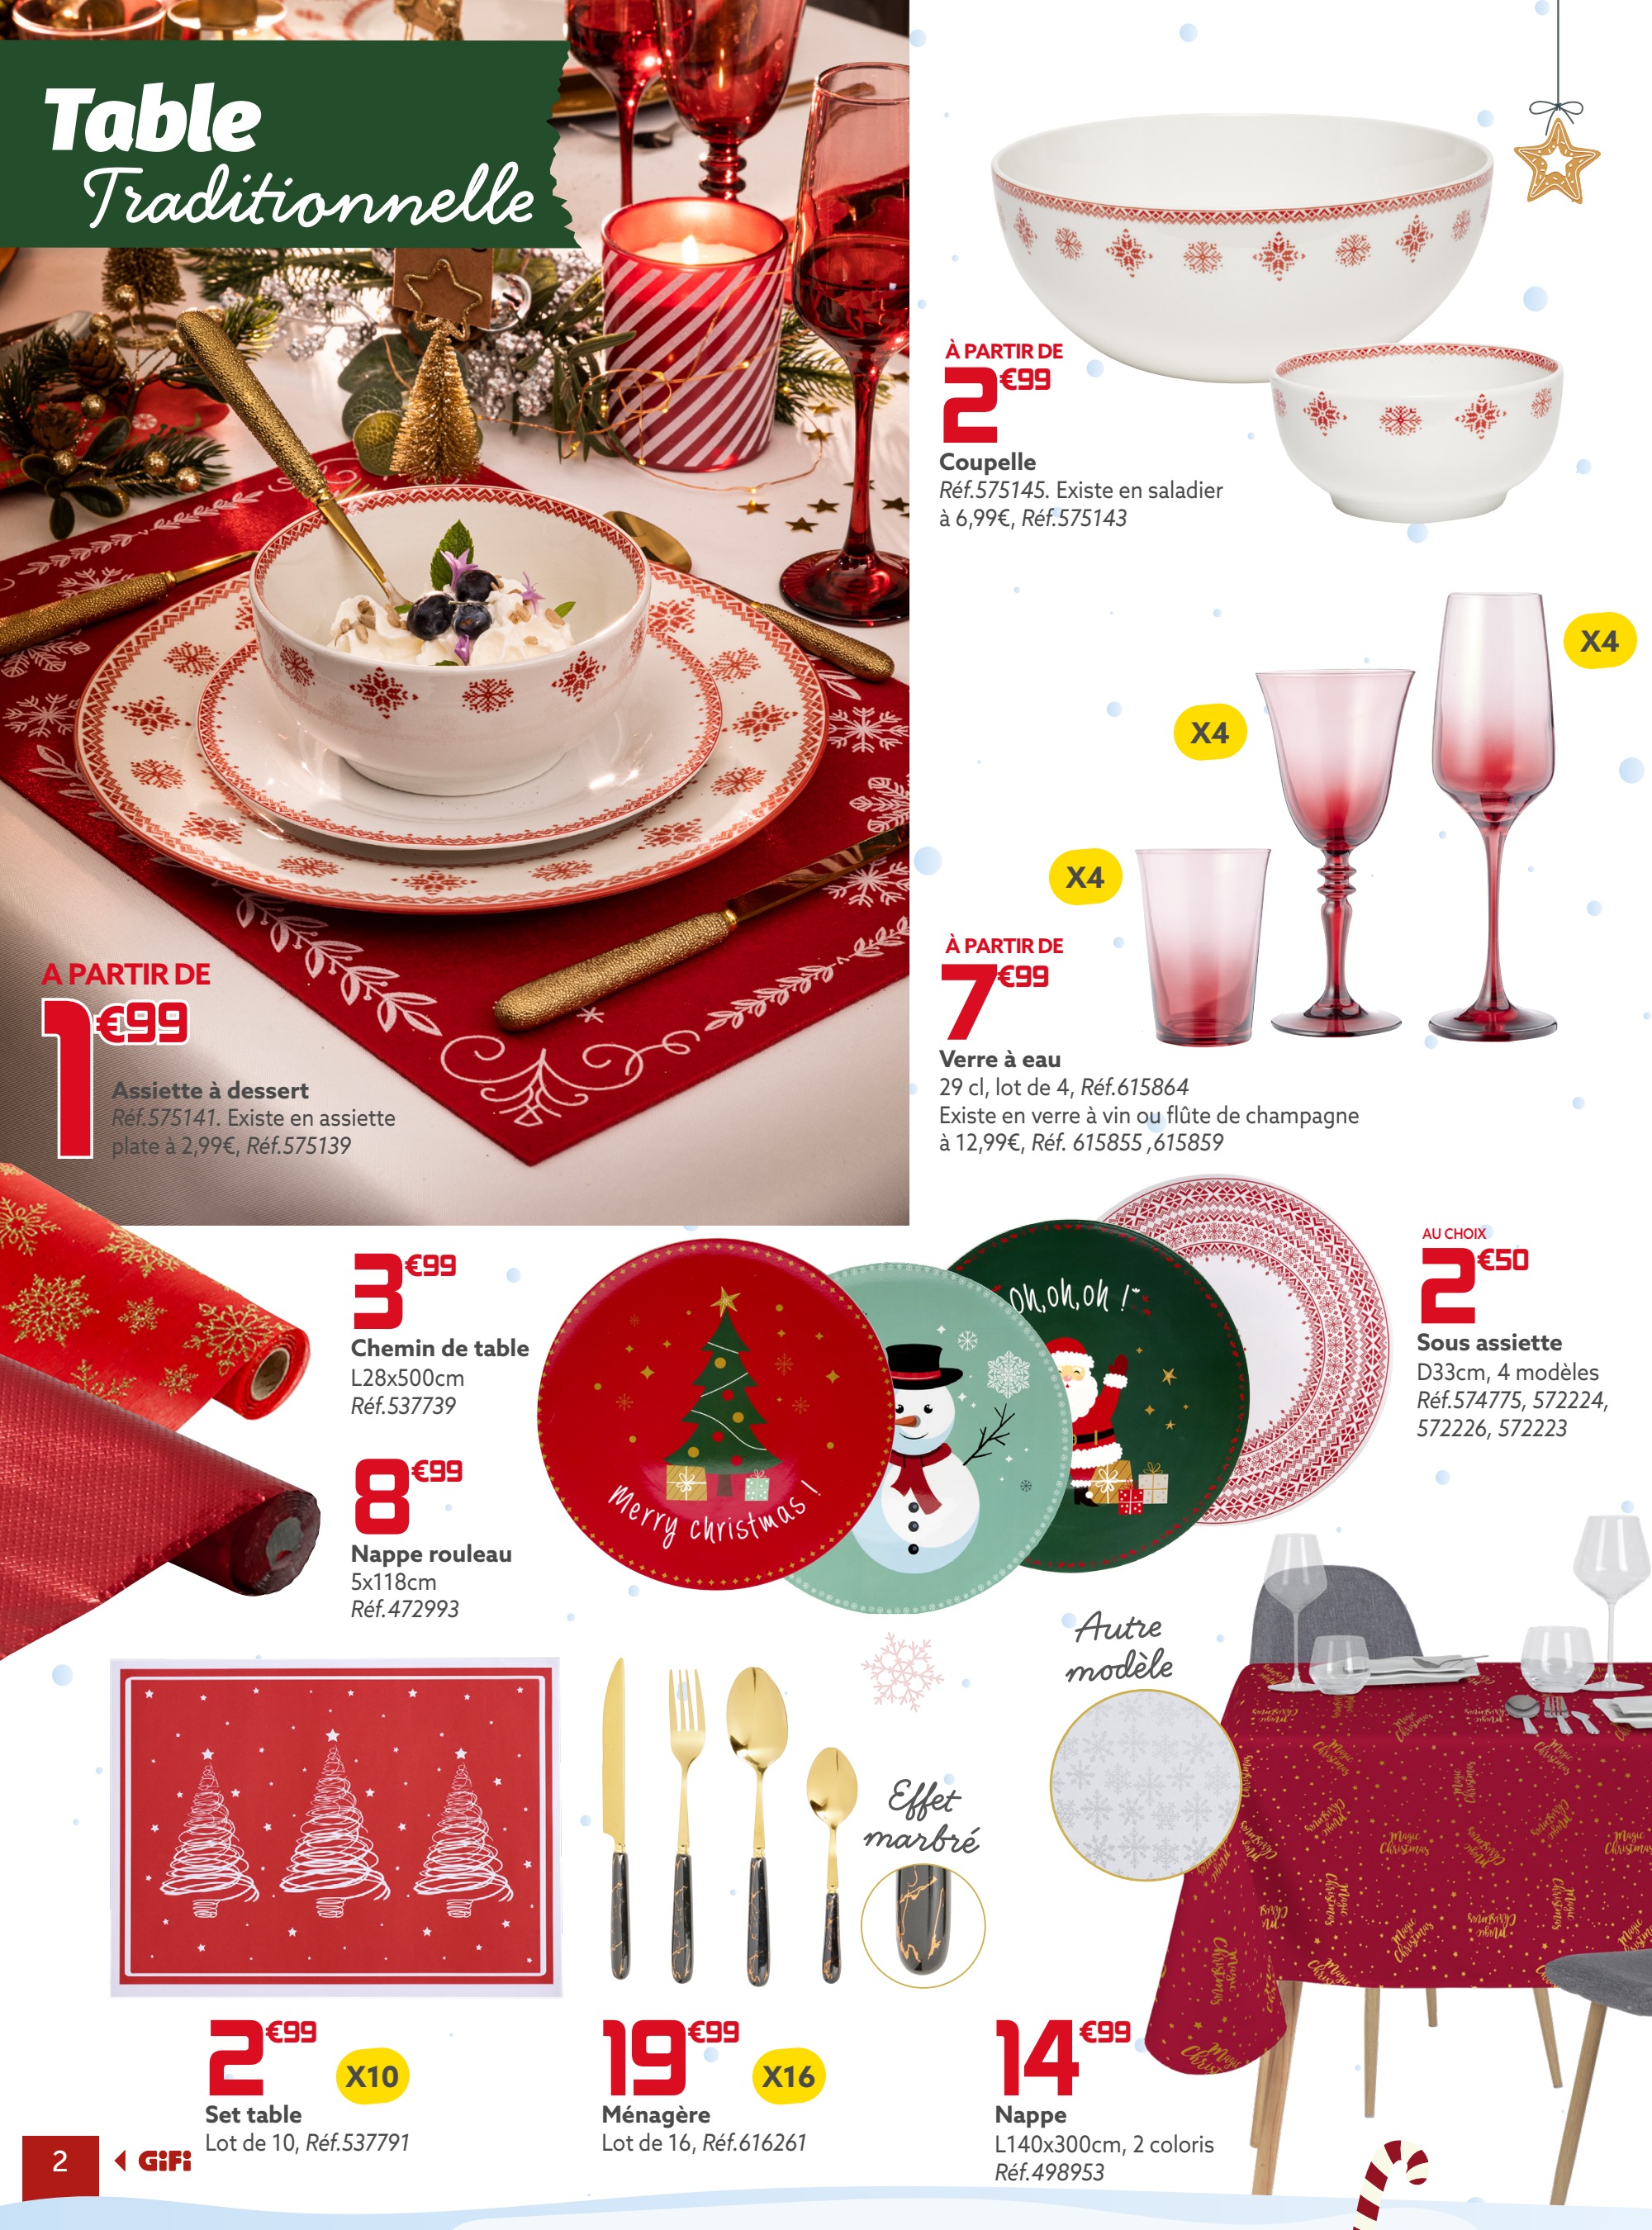 Table
Traditionnelle
À PARTIR DE
2€99
Coupelle
Réf.575145. Existe en saladier
à 6,99€, Réf.575143
X4
X4
X4
À PARTIR DE
7€99
Verre à eau
29 cl, lot de 4, Réf.615864
Existe en verre à vin ou flûte de champagne
à 12,99€, Réf. 615855 ,615859
A PARTIR DE
1€99
Assiette à dessert
Réf.575141. Existe en assiette
plate à 2,99€, Réf.575139
3€99
Chemin de table
L28x500cm
Réf.537739
8€99
Nappe rouleau
5x118cm
Réf.472993
Merry christmas !
Oh, oh, oh !
AU CHOIX
2€50
Sous assiette
D33cm, 4 modèles
Réf.574775, 572224,
572226, 572223
Autre
modèle
Effet
marbré
Magic
Christmas
2€99
X10
Set table
Lot de 10, Réf.537791
19€99
X16
Ménagère
Lot de 16, Réf.616261
14€99
Nappe
L140x300cm, 2 coloris
Réf.498953
2
GiFi